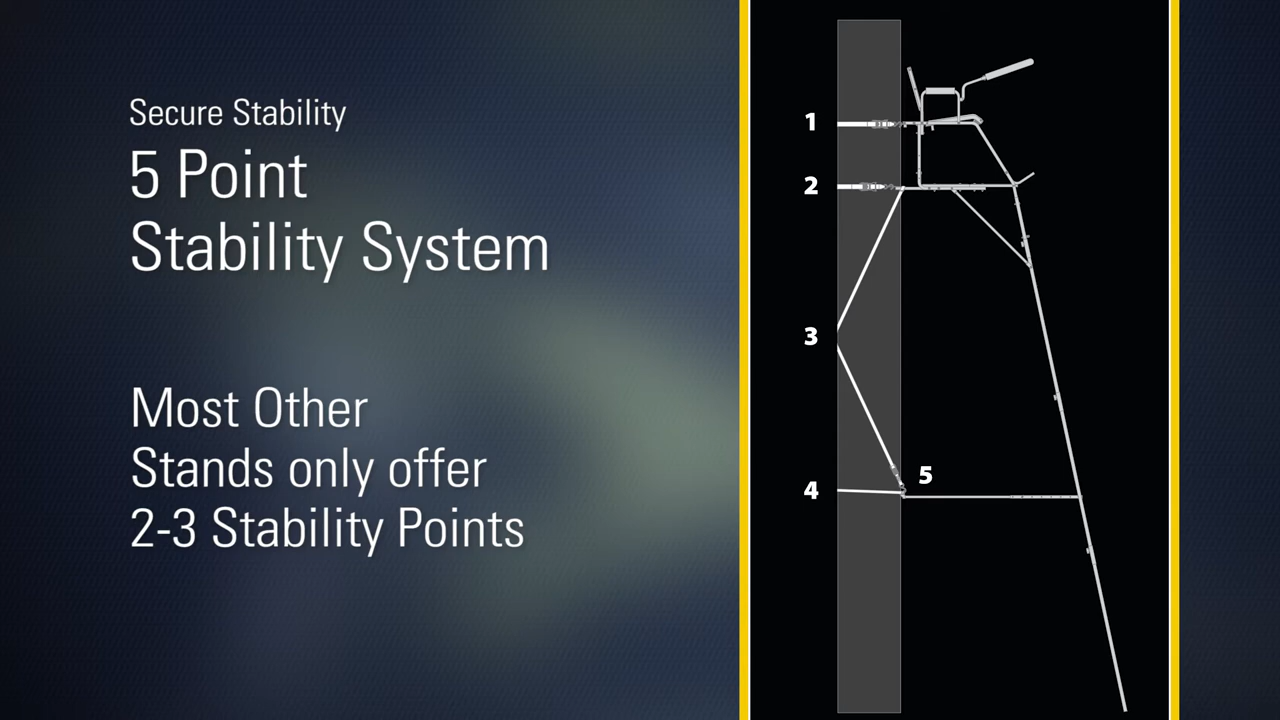 Secure Stability
5 Point
Stability System
Most Other
Stands only offer
2-3 Stability Points
1
2
3
5
4